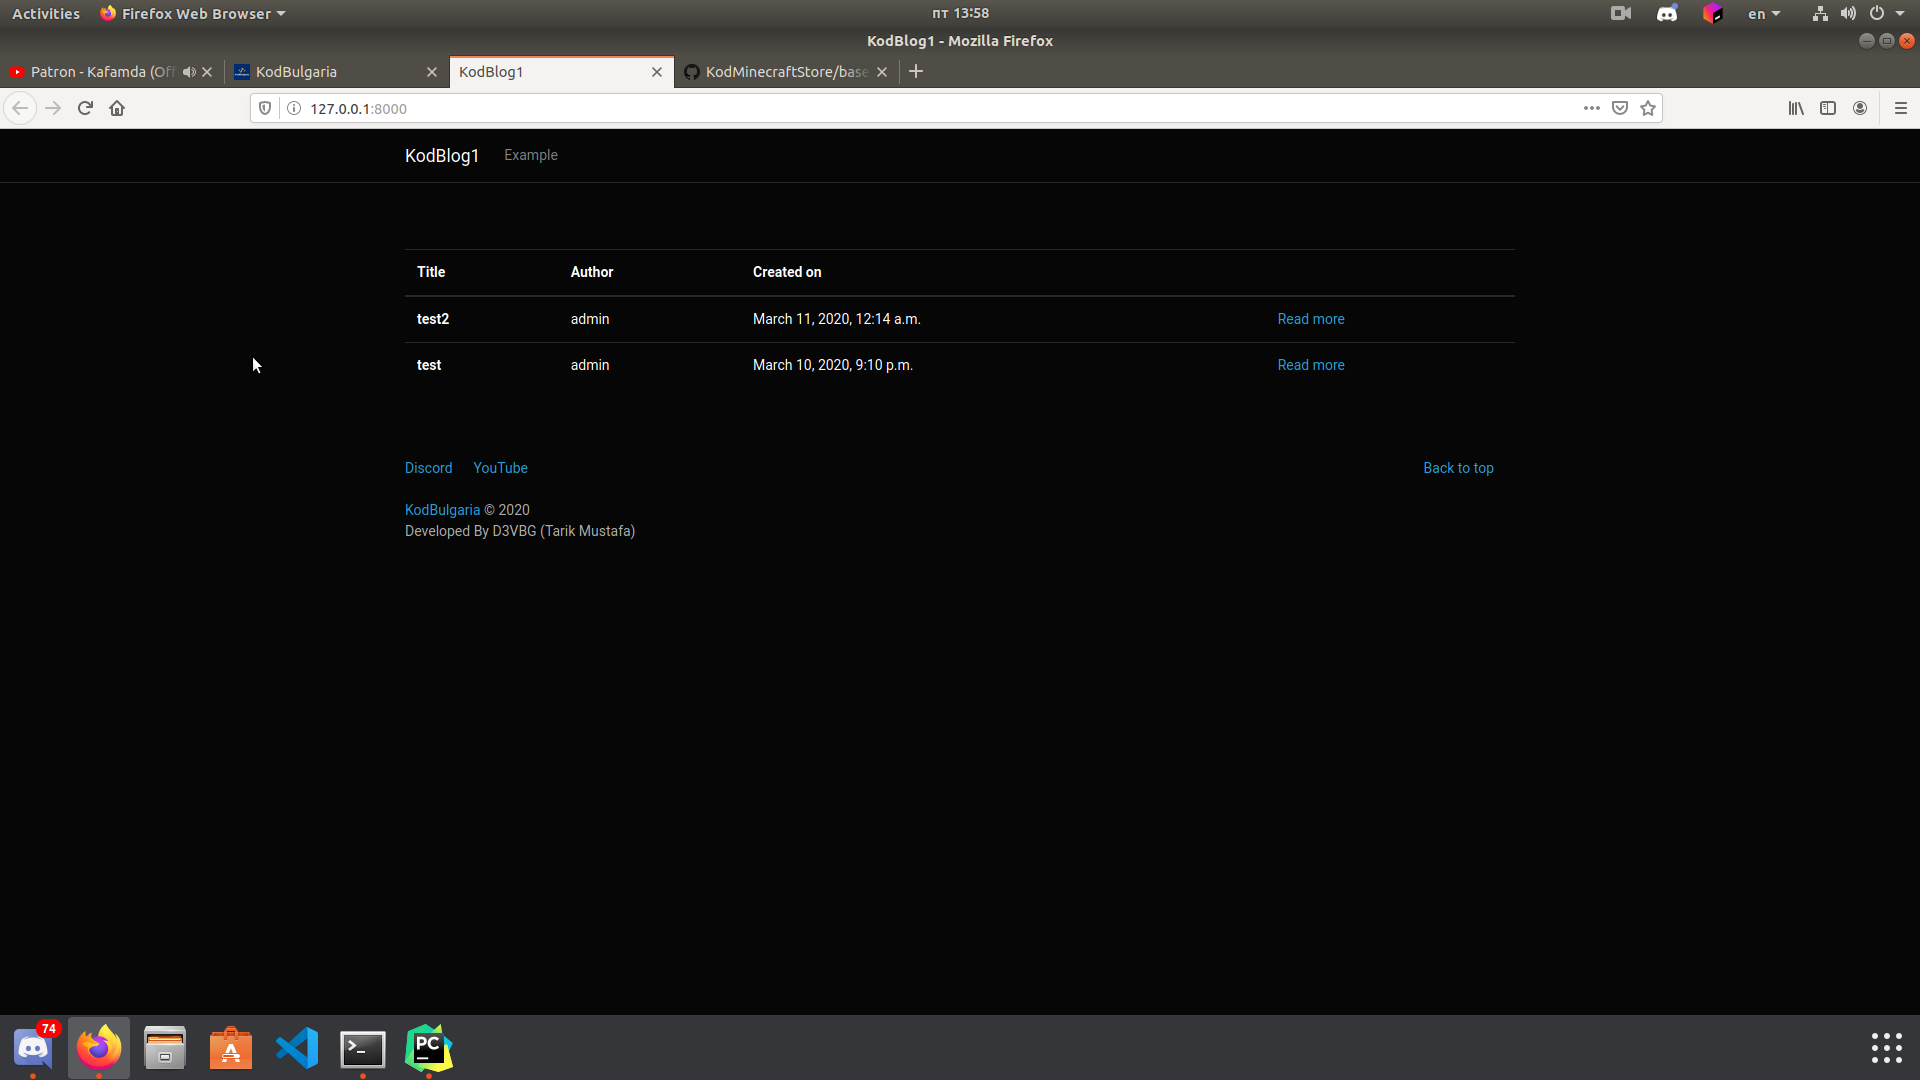 Activities Firefox Web Browser пт 13:58 en
KodBlog1 - Mozilla Firefox
Patron - Kafamda (Off KodBulgaria KodBlog1 KodMinecraftStore/base
127.0.0.1:8000
KodBlog1 Example
Title Author Created on
test2 admin March 11, 2020, 12:14 a.m. Read more
test admin March 10, 2020, 9:10 p.m. Read more
Discord YouTube Back to top
KodBulgaria © 2020
Developed By D3VBG (Tarik Mustafa)
74
PC